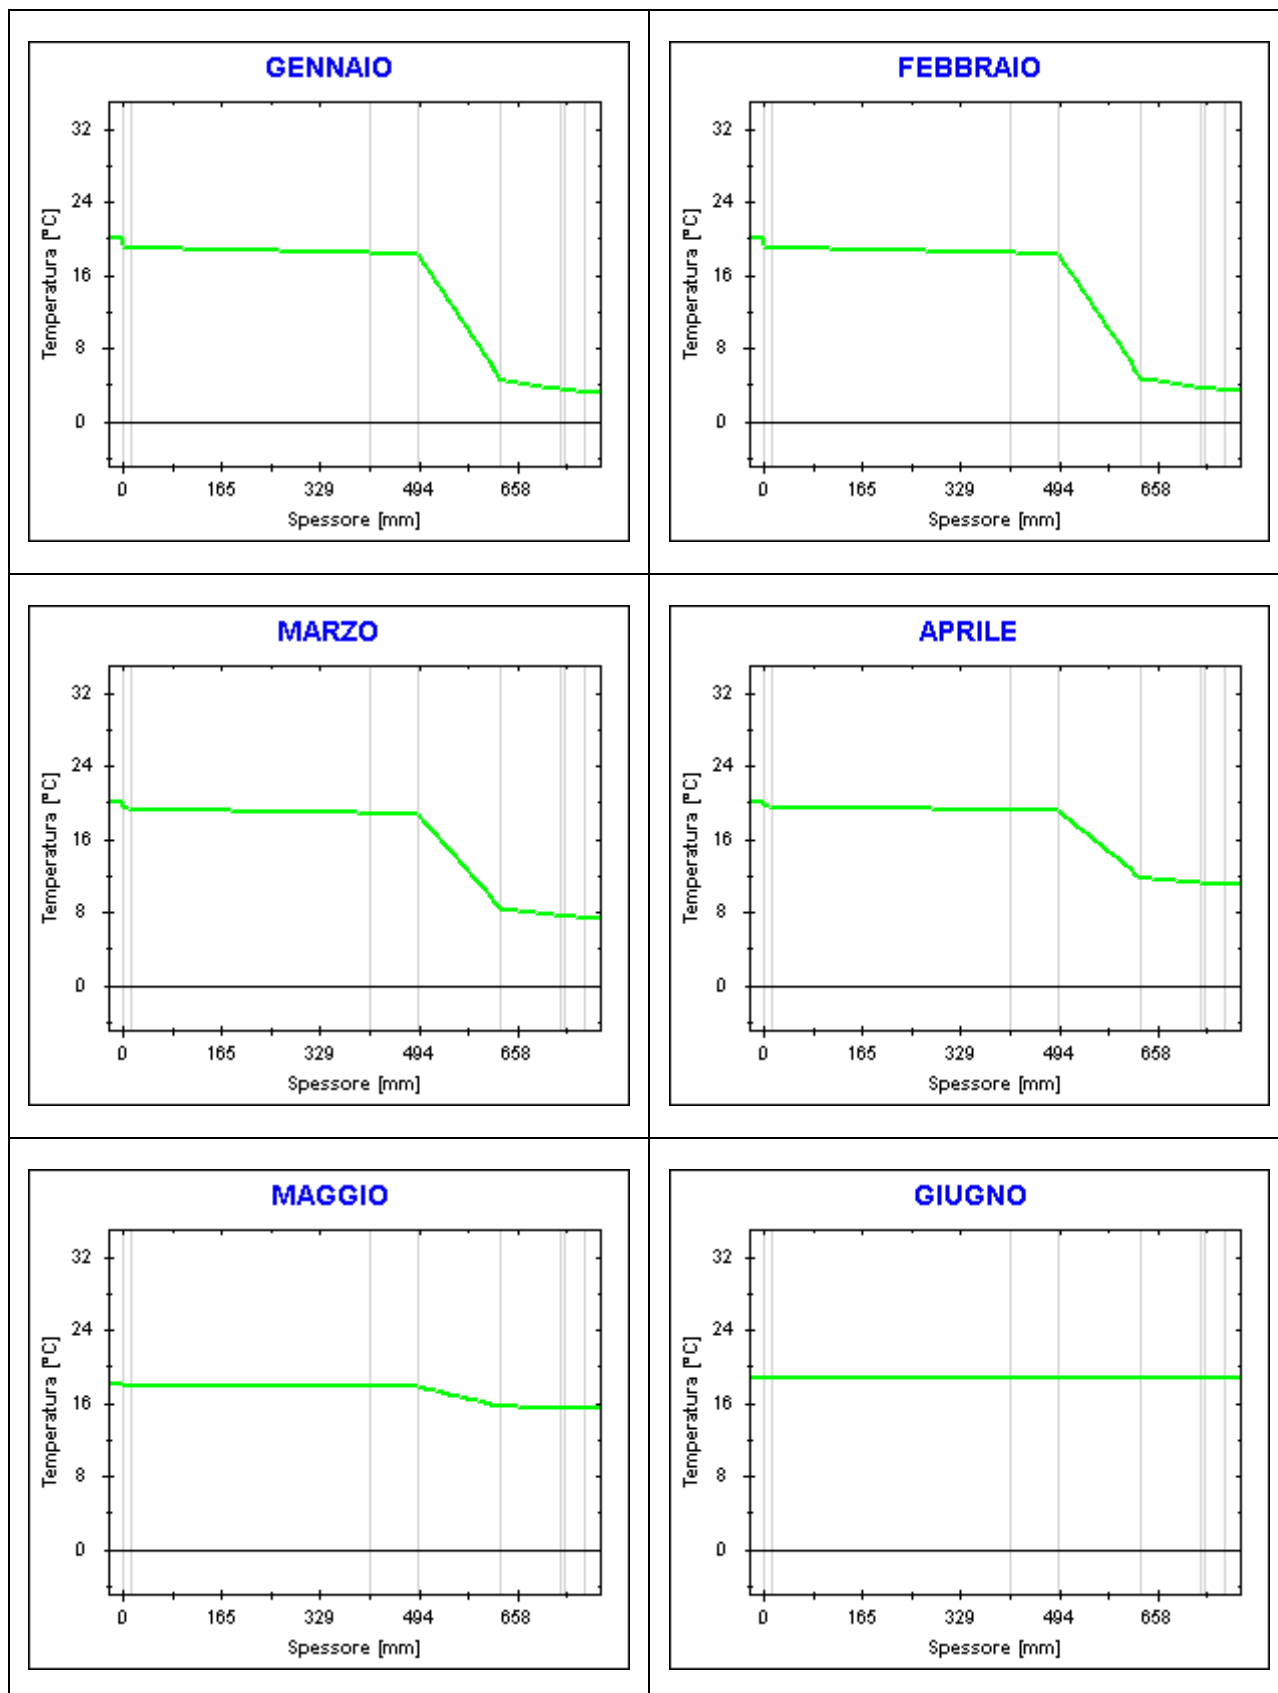 GENNAIO
32
24
16
8
0
Temperatura [°C]
0 165 329 494 658
Spessore [mm]
FEBBRAIO
32
24
16
8
0
Temperatura [°C]
0 165 329 494 658
Spessore [mm]
MARZO
32
24
16
8
0
Temperatura [°C]
0 165 329 494 658
Spessore [mm]
APRILE
32
24
16
8
0
Temperatura [°C]
0 165 329 494 658
Spessore [mm]
MAGGIO
32
24
16
8
0
Temperatura [°C]
0 165 329 494 658
Spessore [mm]
GIUGNO
32
24
16
8
0
Temperatura [°C]
0 165 329 494 658
Spessore [mm]